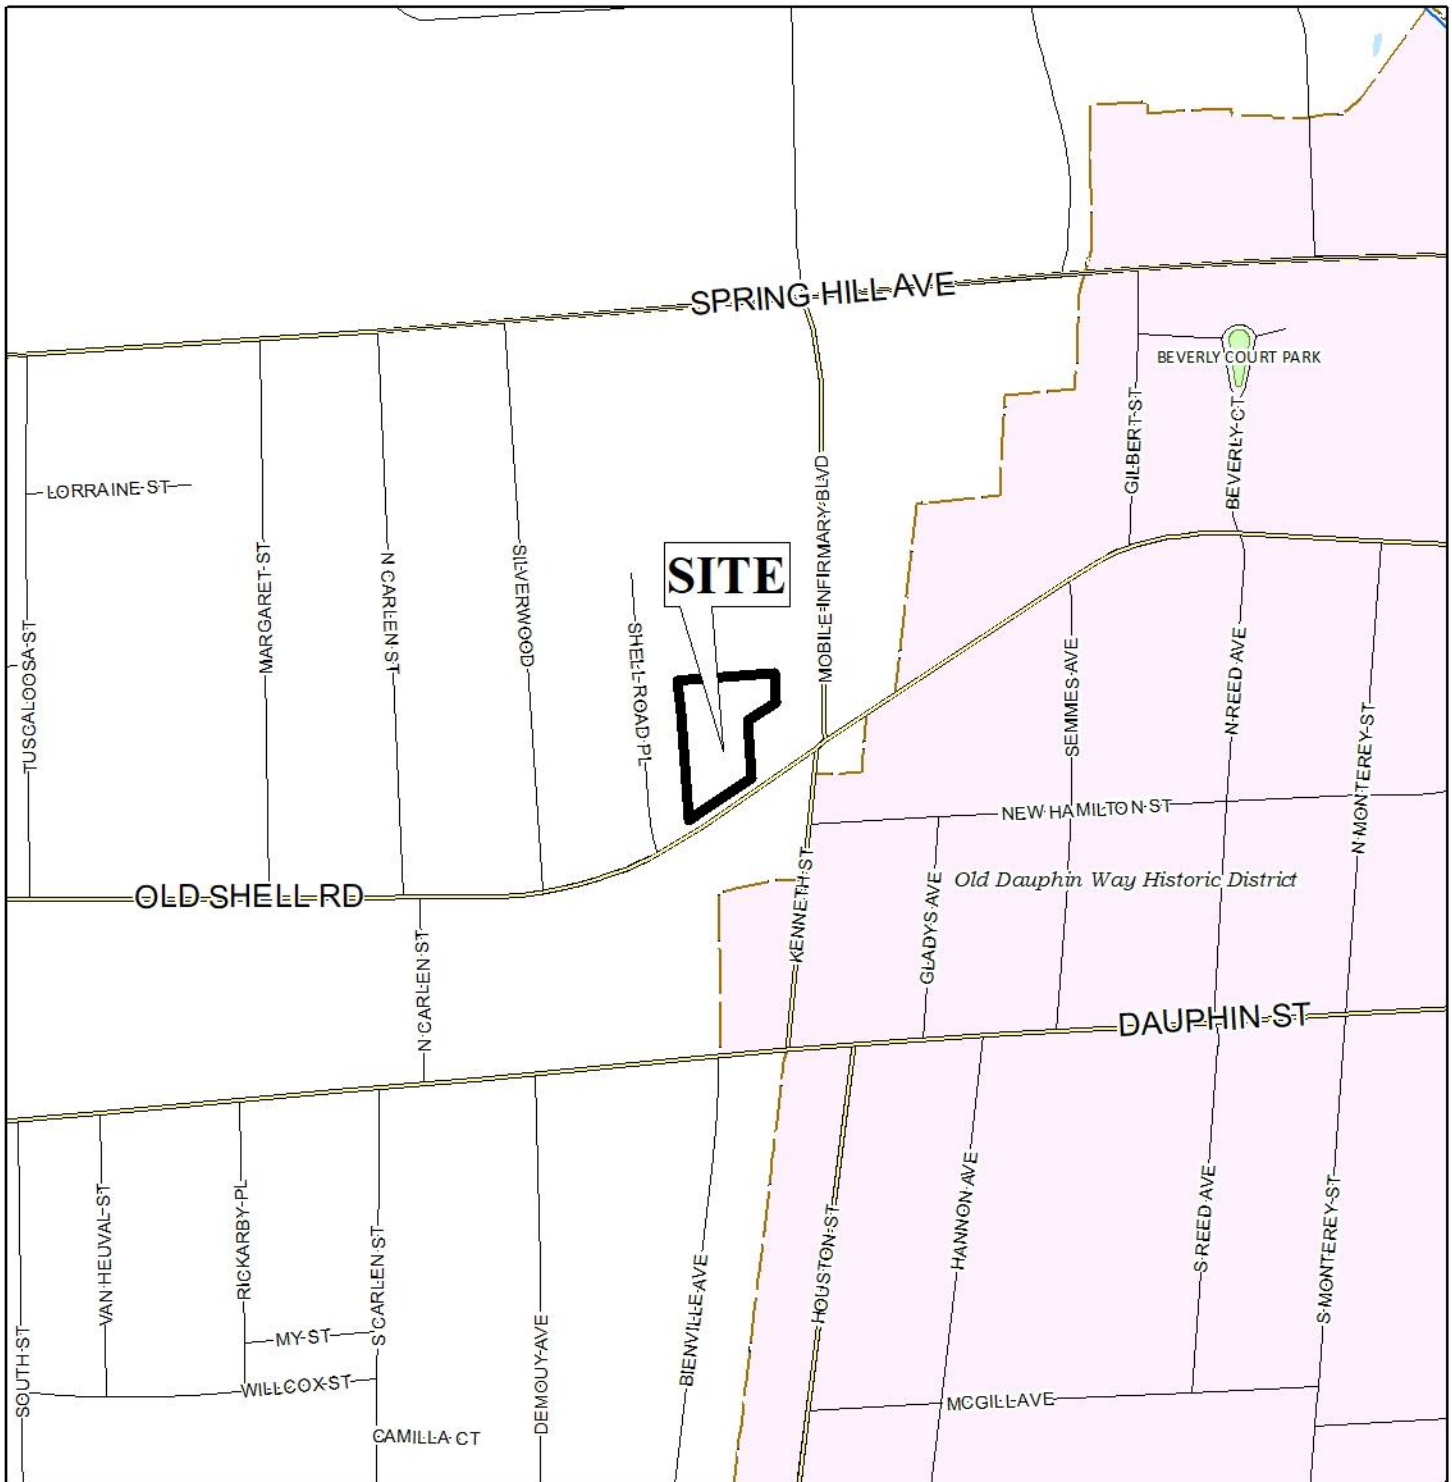 SPRING HILL AVE
BEVERLY COURT PARK
GILBERT ST
BEVERLY CT
LORRAINE ST
MOBILE INFIRMARY BLVD
SITE
TUSCALOOSA ST
MARGARET ST
N CARLEN ST
SILVERWOOD
SHELL ROAD PL
SEMMES AVE
N REED AVE
N MONTEREY ST
NEW HAMILTON ST
OLD SHELL RD
KENNETH ST
GLADYS AVE
Old Dauphin Way Historic District
N CARLEN ST
DAUPHIN ST
VAN HEUVAL ST
RICKARBY PL
S CARLEN ST
HOUSTON ST
HANNON AVE
S REED AVE
S MONTEREY ST
BIENVILLE AVE
DEMOUY AVE
SOUTH ST
MY ST
WILLCOX ST
MCGILL AVE
CAMILLA CT